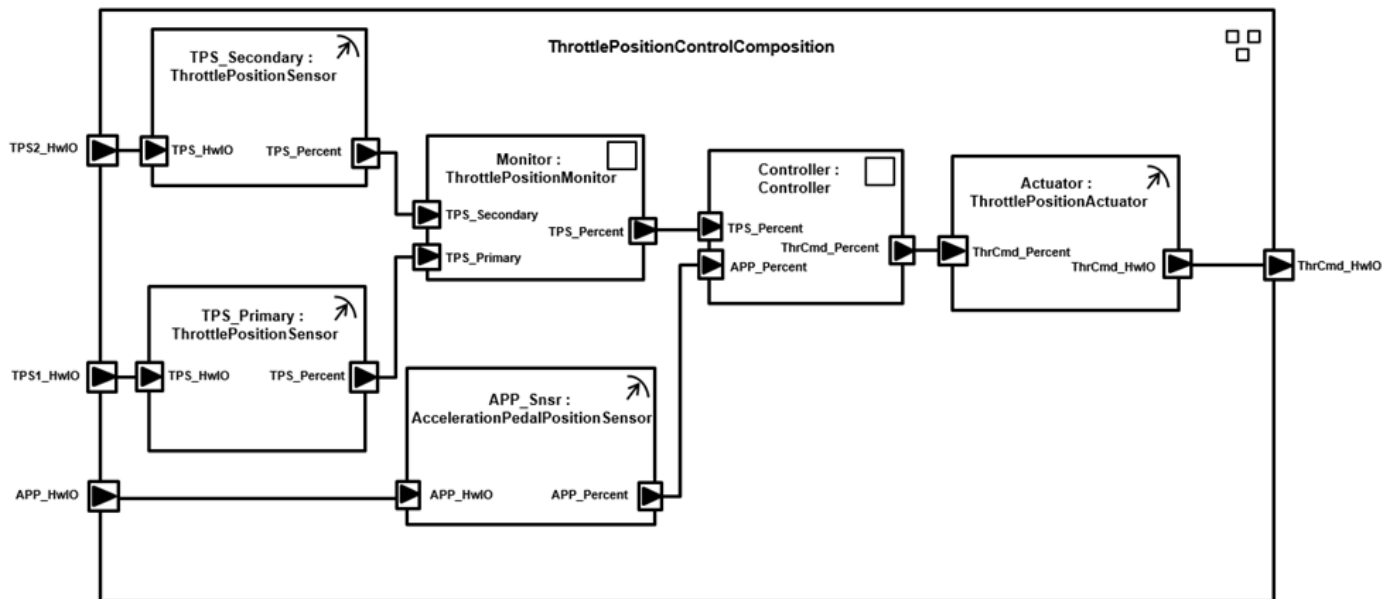 ThrottlePositionControlComposition
TPS_Secondary :
ThrottlePositionSensor
TPS2_HwIO
TPS_HwIO
TPS_Percent
Monitor :
ThrottlePositionMonitor
TPS_Secondary
TPS_Primary
TPS_Percent
Controller :
Controller
TPS_Percent
APP_Percent
ThrCmd_Percent
Actuator :
ThrottlePositionActuator
ThrCmd_Percent
ThrCmd_HwIO
ThrCmd_HwIO
TPS_Primary :
ThrottlePositionSensor
TPS1_HwIO
TPS_HwIO
TPS_Percent
APP_Snsr :
AccelerationPedalPositionSensor
APP_HwIO
APP_HwIO
APP_Percent